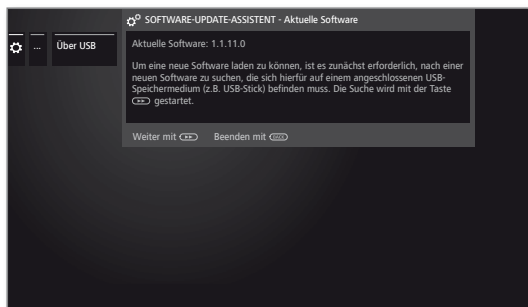 SOFTWARE-UPDATE-ASSISTENT - Aktuelle Software
... Über USB
Aktuelle Software: 1.1.11.0
Um eine neue Software laden zu können, ist es zunächst erforderlich, nach einer
neuen Software zu suchen, die sich hierfür auf einem angeschlossenen USB-
Speichermedium (z.B. USB-Stick) befinden muss. Die Suche wird mit der Taste
gestartet.
Weiter mit Beenden mit BACK